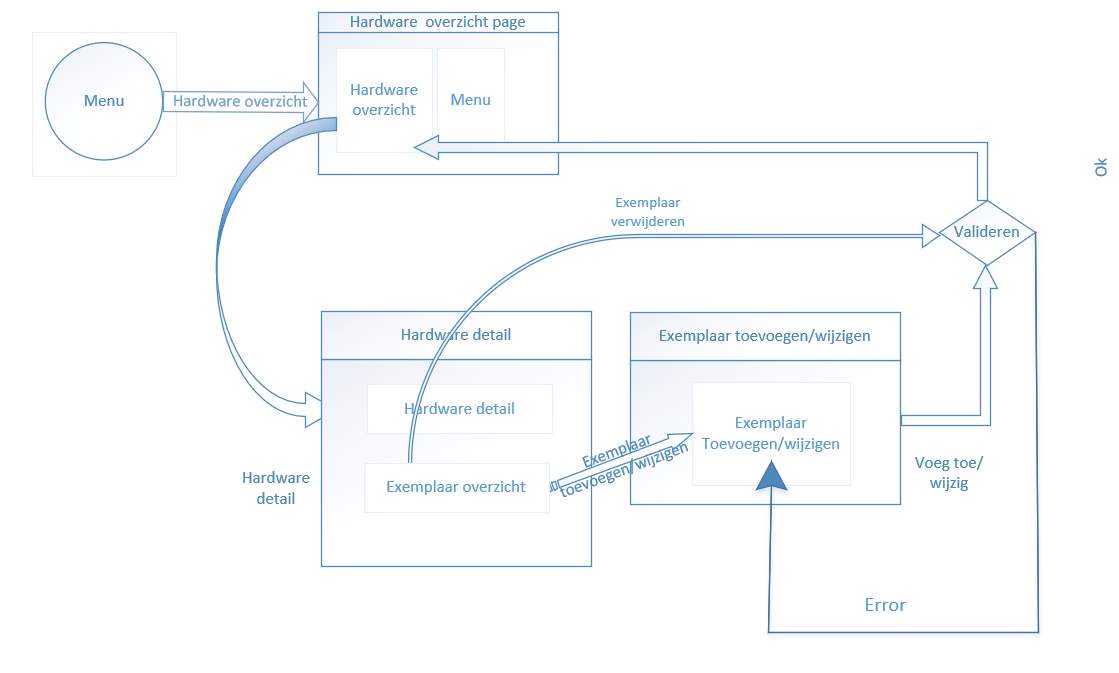 Hardware  overzicht page
Menu
Hardware overzicht
Hardware
overzicht
Menu
Ok
Exemplaar
verwijderen
Valideren
Hardware detail
Exemplaar toevoegen/wijzigen
Hardware detail
Exemplaar
Toevoegen/wijzigen
Exemplaar
toevoegen/wijzigen
Hardware
detail
Exemplaar overzicht
Voeg toe/
wijzig
Error